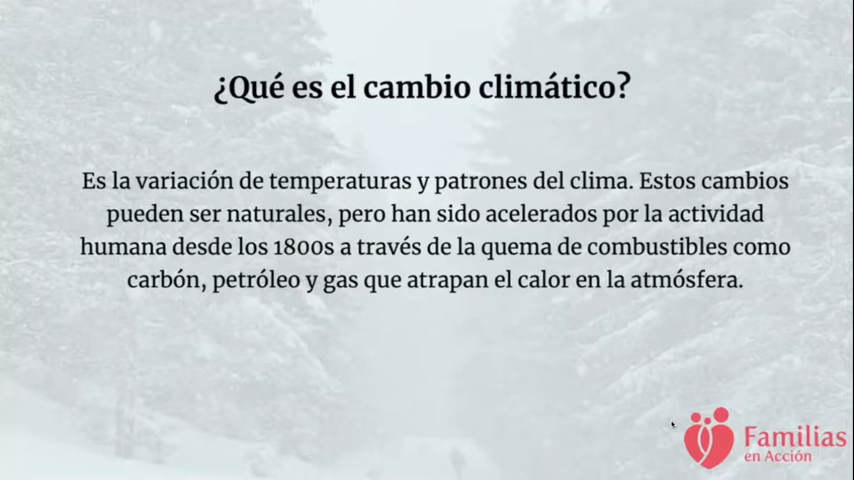 ¿Qué es el cambio climático?
Es la variación de temperaturas y patrones del clima. Estos cambios
pueden ser naturales, pero han sido acelerados por la actividad
humana desde los 1800s a través de la quema de combustibles como
carbón, petróleo y gas que atrapan el calor en la atmósfera.
Familias
en Acción